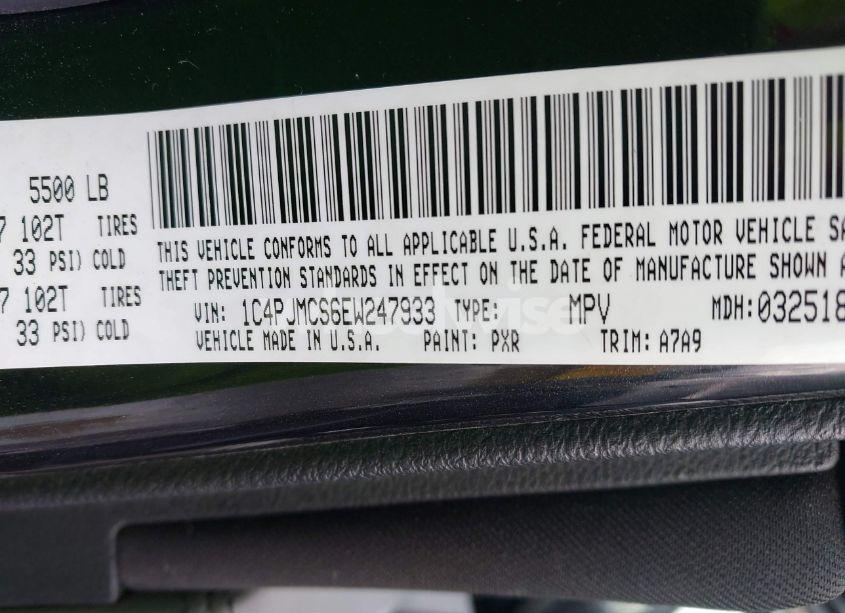 5500 LB
7 102T TIRES
33 PSI) COLD
7 102T TIRES
33 PSI) COLD
THIS VEHICLE CONFORMS TO ALL APPLICABLE U.S.A. FEDERAL MOTOR VEHICLE SA
THEFT PREVENTION STANDARDS IN EFFECT ON THE DATE OF MANUFACTURE SHOWN A
VIN: 1C4PJMCS6EW247933 TYPE: MPV MDH:032518
VEHICLE MADE IN U.S.A. PAINT: PXR TRIM: A7A9